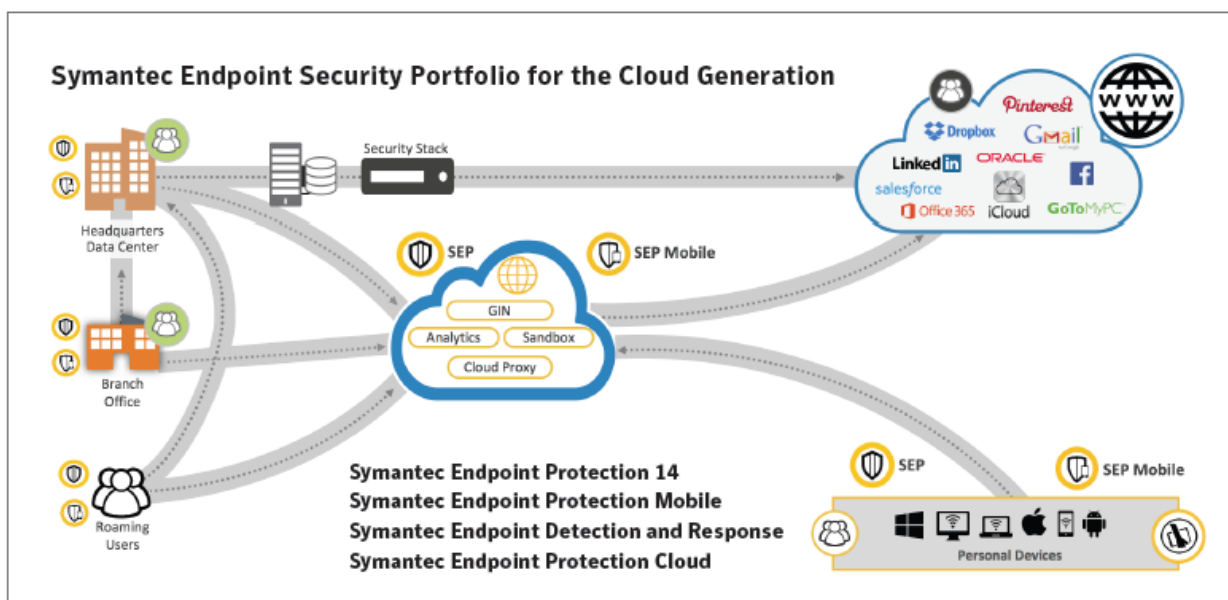 Symantec Endpoint Security Portfolio for the Cloud Generation
Security Stack
Headquarters
Data Center
Branch
Office
Roaming
Users
SEP
SEP Mobile
GIN
Analytics
Sandbox
Cloud Proxy
WWW
Pinterest
Dropbox
GMail
Linked in
ORACLE
salesforce
f
Office 365
iCloud
GoToMyPC
Symantec Endpoint Protection 14
Symantec Endpoint Protection Mobile
Symantec Endpoint Detection and Response
Symantec Endpoint Protection Cloud
SEP
SEP Mobile
Personal Devices